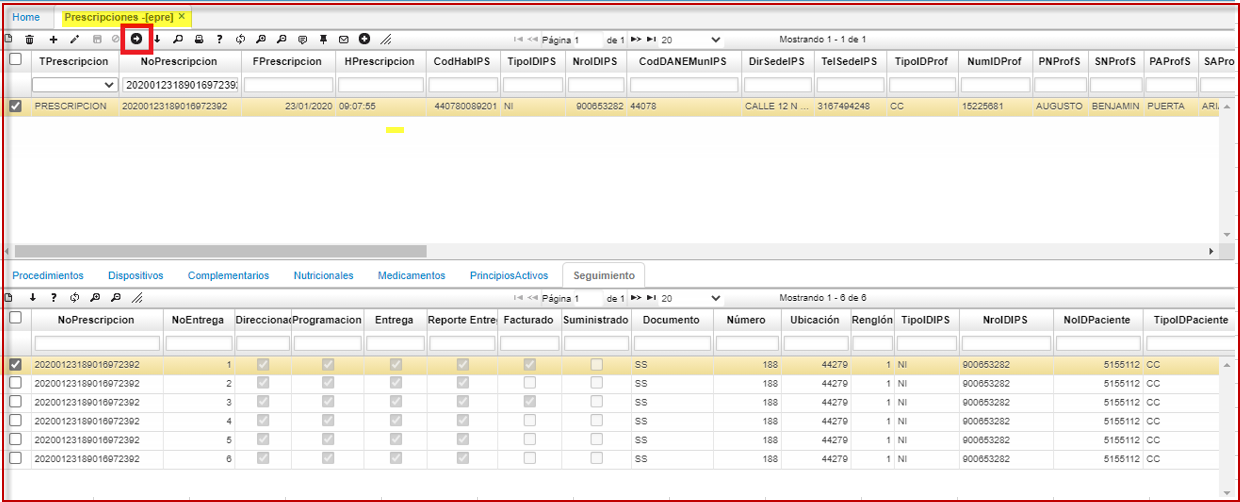 Home Prescripciones -[epre] ×
Página 1 de 1 20 Mostrando 1 - 1 de 1
TPrescripcion NoPrescripcion FPrescripcion HPrescripcion CodHabIPS TipoIDIPS NroIDIPS CodDANEMunIPS DirSedeIPS TelSedeIPS TipoIDProf NumIDProf PNProfS SNProfS PAProfS SAPro
2020012318901697239
PRESCRIPCION 20200123189016972392 23/01/2020 09:07:55 440780089201 NI 900653282 44078 CALLE 12 N ... 3167494248 CC 15225681 AUGUSTO BENJAMIN PUERTA ARI
Procedimientos Dispositivos Complementarios Nutricionales Medicamentos PrincipiosActivos Seguimiento
Página 1 de 1 20 Mostrando 1 - 6 de 6
NoPrescripcion NoEntrega Direccionad Programacion Entrega Reporte Entre Facturado Suministrado Documento Número Ubicación Renglón TipoIDIPS NroIDIPS NoIDPaciente TipoIDPaciente
20200123189016972392 1 SS 188 44279 1 NI 900653282 5155112 CC
20200123189016972392 2 SS 188 44279 1 NI 900653282 5155112 CC
20200123189016972392 3 SS 188 44279 1 NI 900653282 5155112 CC
20200123189016972392 4 SS 188 44279 1 NI 900653282 5155112 CC
20200123189016972392 5 SS 188 44279 1 NI 900653282 5155112 CC
20200123189016972392 6 SS 188 44279 1 NI 900653282 5155112 CC